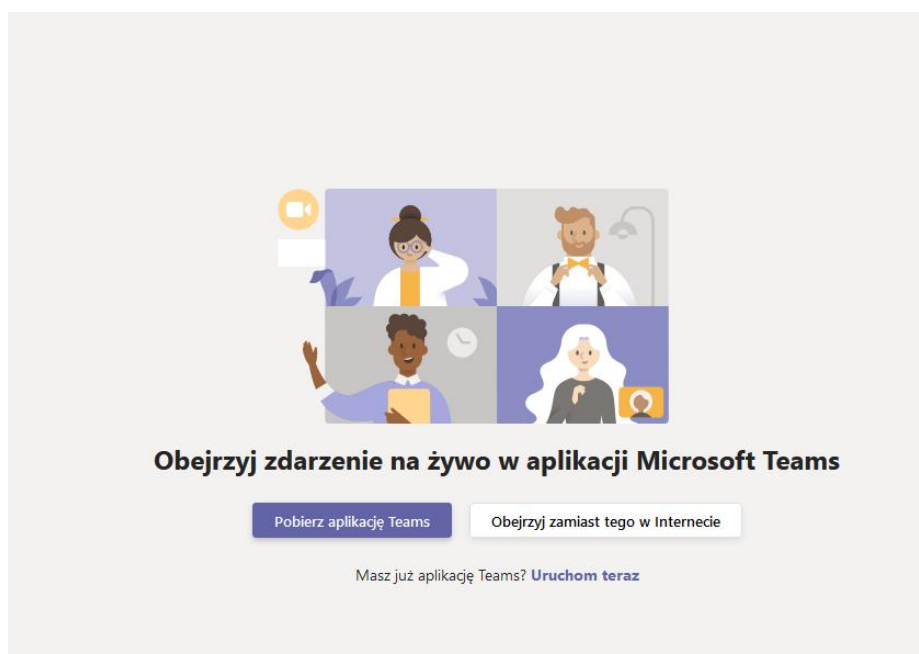 Obejrzyj zdarzenie na żywo w aplikacji Microsoft Teams
Pobierz aplikację Teams
Obejrzyj zamiast tego w Internecie
Masz już aplikację Teams? Uruchom teraz